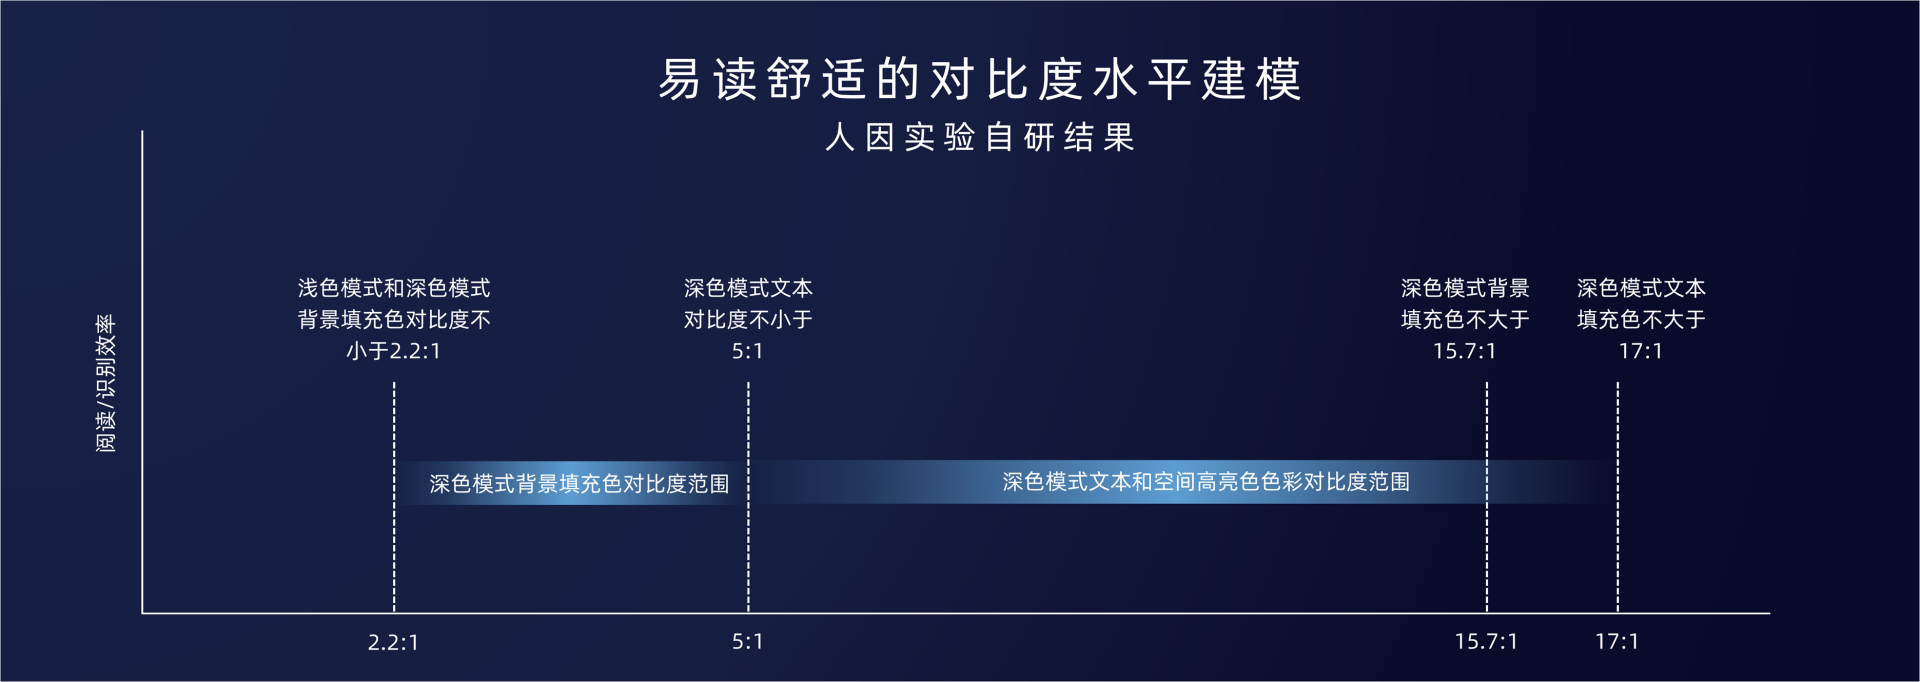 易读舒适的对比度水平建模
人因实验自研结果
浅色模式和深色模式
背景填充色对比度不
小于2.2:1
深色模式文本
对比度不小于
5:1
深色模式背景
填充色不大于
15.7:1
深色模式文本
填充色不大于
17:1
阅读/识别效率
深色模式背景填充色对比度范围
深色模式文本和空间高亮色色彩对比度范围
2.2:1
5:1
15.7:1
17:1